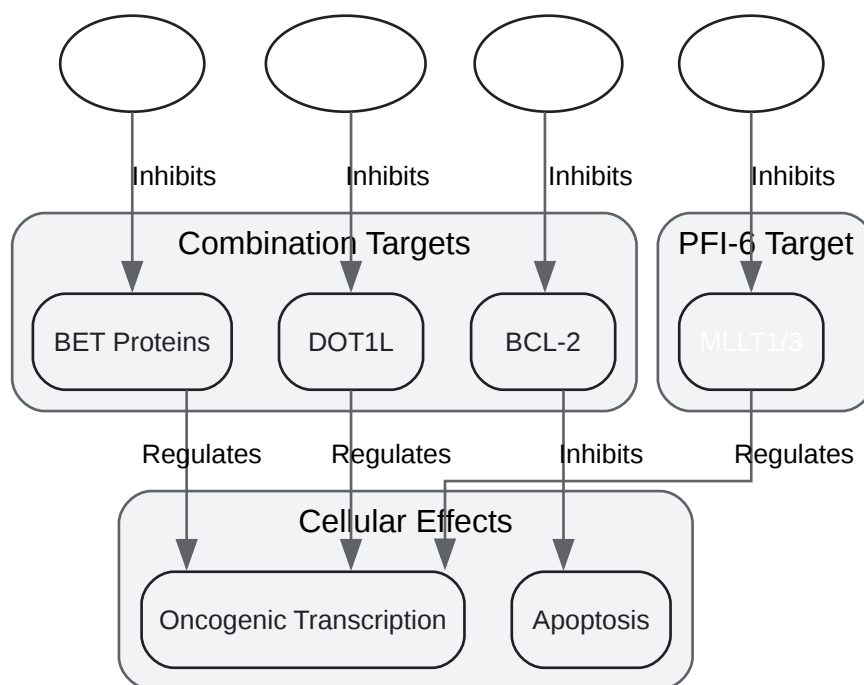 Inhibits Inhibits Inhibits Inhibits
Combination Targets PFI-6 Target
BET Proteins DOT1L BCL-2 MLLT1/3
Regulates Regulates Inhibits Regulates
Cellular Effects
Oncogenic Transcription Apoptosis